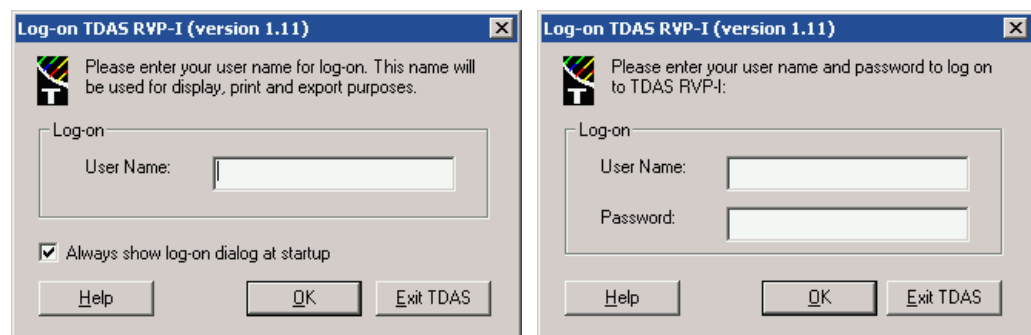 Log-on TDAS RVP-I (version 1.11)
Please enter your user name for log-on. This name will
be used for display, print and export purposes.
Log-on
User Name:
Always show log-on dialog at startup
Help
OK
Exit TDAS
Log-on TDAS RVP-I (version 1.11)
Please enter your user name and password to log on
to TDAS RVP-I:
Log-on
User Name:
Password:
Help
OK
Exit TDAS